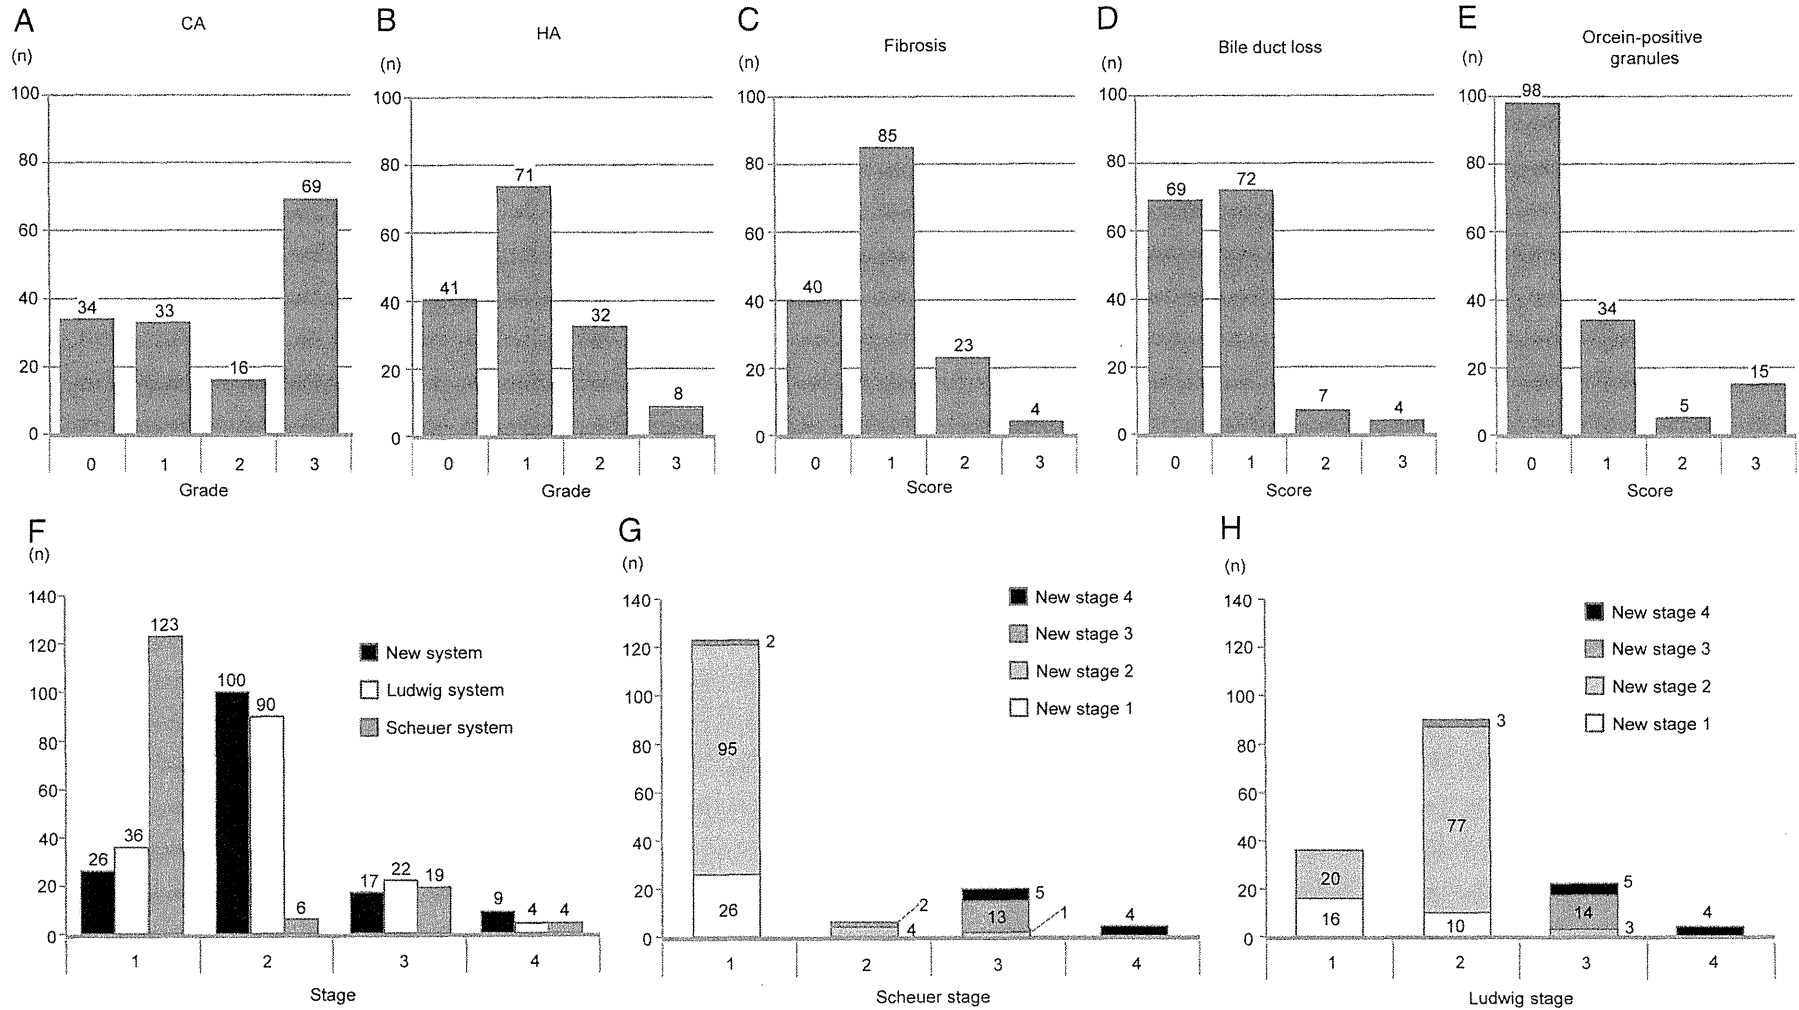 A
CA
(n)
100
80
60
40
20
0
34
33
16
69
0 1 2 3
Grade
B
HA
(n)
100
80
60
40
20
0
41
71
32
8
0 1 2 3
Grade
C
Fibrosis
(n)
100
80
60
40
20
0
40
85
23
4
0 1 2 3
Score
D
Bile duct loss
(n)
100
80
60
40
20
0
69
72
7
4
0 1 2 3
Score
E
Orcein-positive
granules
(n)
100
80
60
40
20
0
98
34
5
15
0 1 2 3
Score
F
(n)
140
120
100
80
60
40
20
0
26
36
123
100
90
6
17
22
19
9
4
4
New system
Ludwig system
Scheuer system
1 2 3 4
Stage
G
(n)
140
120
100
80
60
40
20
0
2
95
26
2
4
5
13
1
4
New stage 4
New stage 3
New stage 2
New stage 1
1 2 3 4
Scheuer stage
H
(n)
140
120
100
80
60
40
20
0
20
16
3
77
10
5
14
3
4
New stage 4
New stage 3
New stage 2
New stage 1
1 2 3 4
Ludwig stage